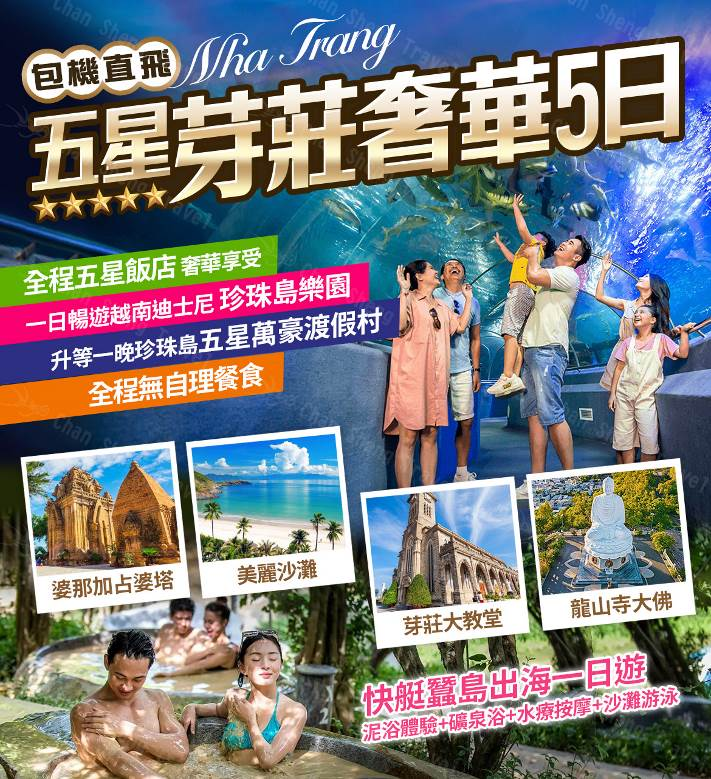 包機直飛 Nha Trang
五星芽莊奢華5日
全程五星飯店 奢華享受
一日暢遊越南迪士尼 珍珠島樂園
升等一晚珍珠島五星萬豪渡假村
全程無自理餐食
婆那加占婆塔
美麗沙灘
芽莊大教堂
龍山寺大佛
快艇蠶島出海一日遊
泥浴體驗+礦泉浴+水療按摩+沙灘游泳
Chan Sheng Travel